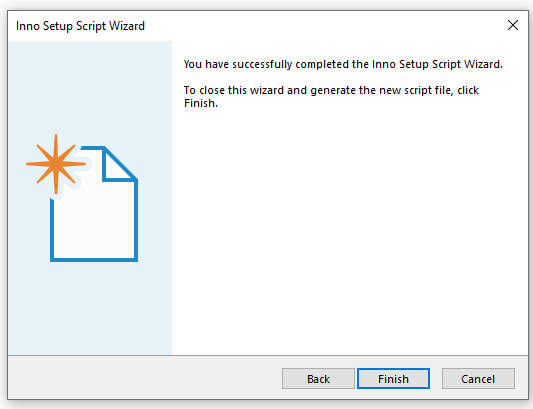 Inno Setup Script Wizard
You have successfully completed the Inno Setup Script Wizard.
To close this wizard and generate the new script file, click
Finish.
Back
Finish
Cancel